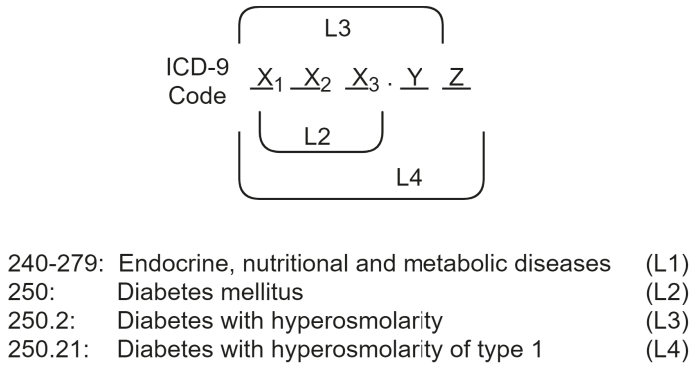 L3
ICD-9 Code X1 X2 X3 . Y Z
L2
L4
240-279: Endocrine, nutritional and metabolic diseases (L1)
250: Diabetes mellitus (L2)
250.2: Diabetes with hyperosmolarity (L3)
250.21: Diabetes with hyperosmolarity of type 1 (L4)